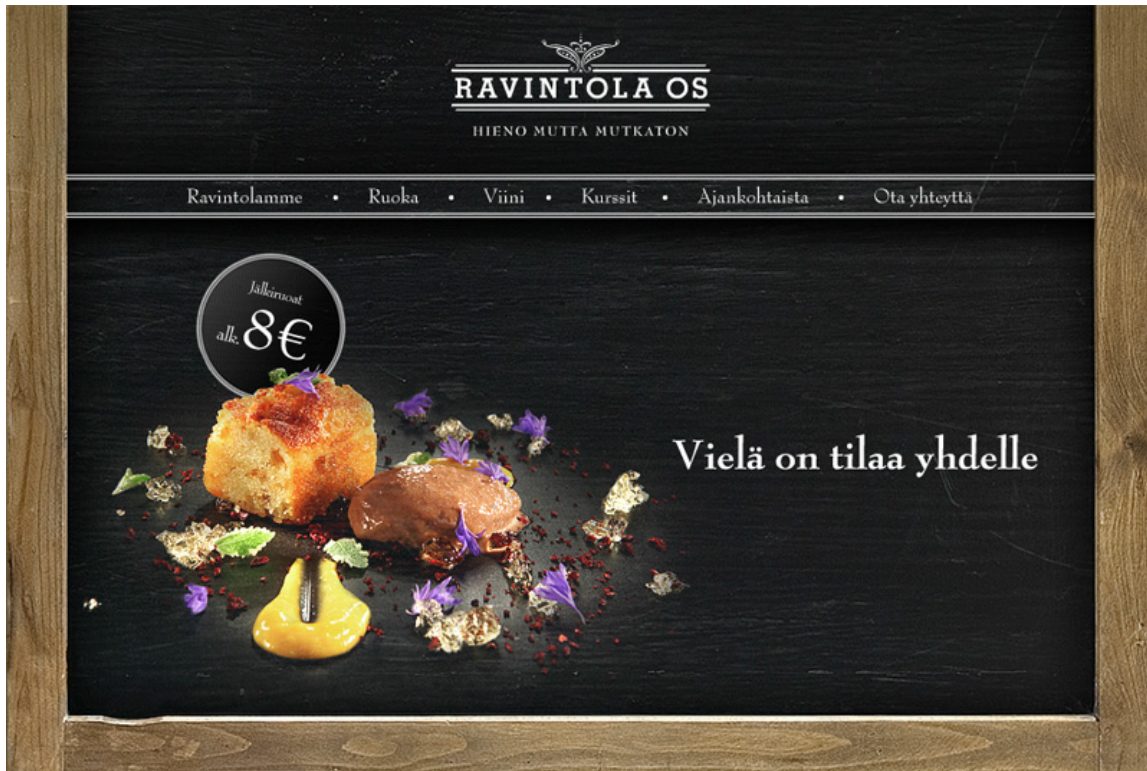 RAVINTOLA OS
HIENO MUTTA MUTKATON
Ravintolamme • Ruoka • Viini • Kurssit • Ajankohtaista • Ota yhteyttä
Jälkiruoat
alk. 8€
Vielä on tilaa yhdelle